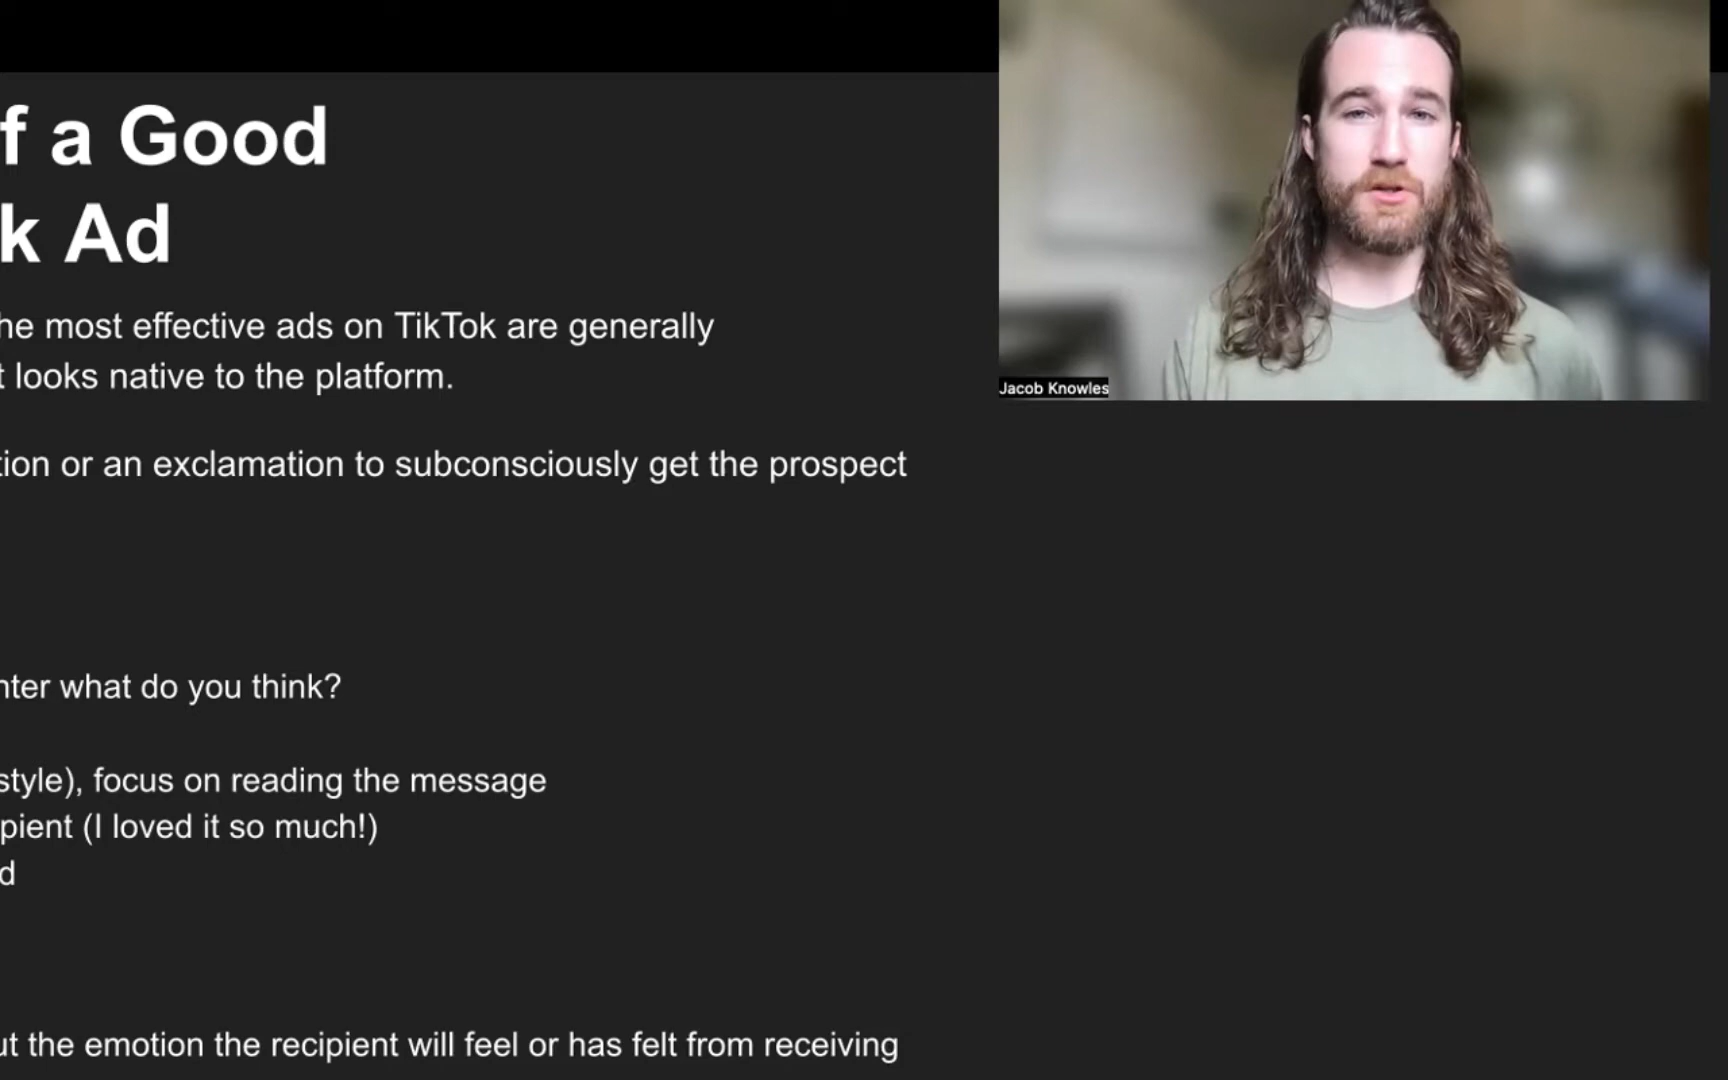 f a Good
k Ad
he most effective ads on TikTok are generally
t looks native to the platform.
tion or an exclamation to subconsciously get the prospect
nter what do you think?
style), focus on reading the message
pient (I loved it so much!)
d
ut the emotion the recipient will feel or has felt from receiving
Jacob Knowles